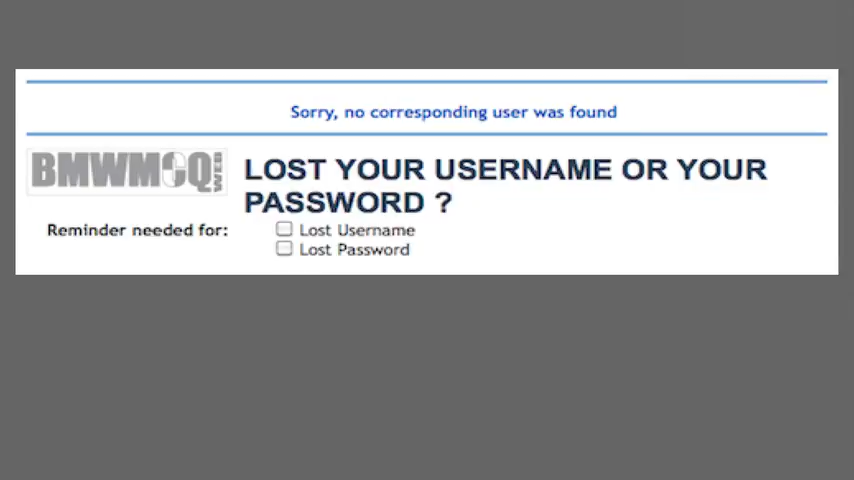 Sorry, no corresponding user was found
BMWMCQ WEB
LOST YOUR USERNAME OR YOUR
PASSWORD ?
Reminder needed for:
Lost Username
Lost Password